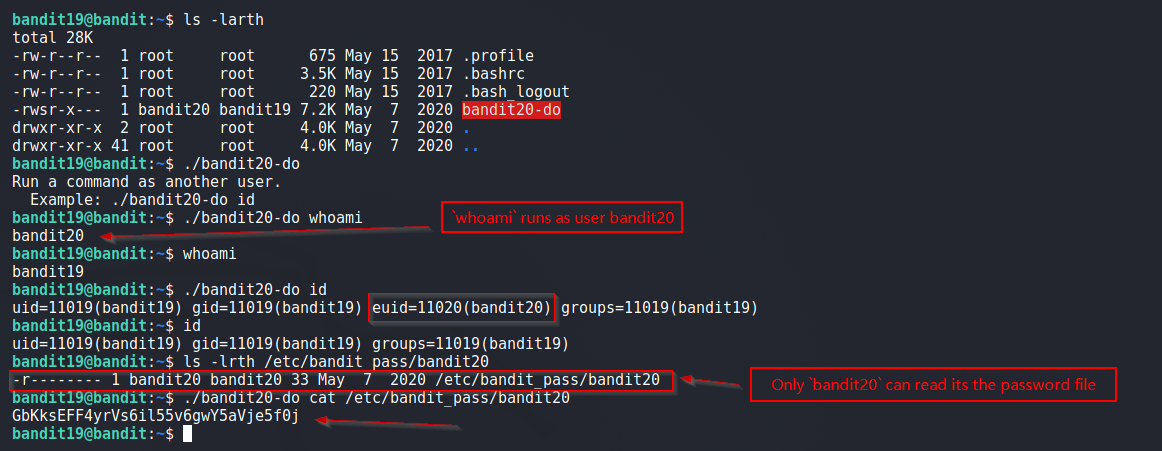 bandit19@bandit:~$ ls -larth
total 28K
-rw-r--r--  1 root     root      675 May 15  2017 .profile
-rw-r--r--  1 root     root     3.5K May 15  2017 .bashrc
-rw-r--r--  1 root     root      220 May 15  2017 .bash_logout
-rwsr-x---  1 bandit20 bandit19 7.2K May  7  2020 bandit20-do
drwxr-xr-x  2 root     root     4.0K May  7  2020 .
drwxr-xr-x 41 root     root     4.0K May  7  2020 ..
bandit19@bandit:~$ ./bandit20-do
Run a command as another user.
  Example: ./bandit20-do id
bandit19@bandit:~$ ./bandit20-do whoami
`whoami` runs as user bandit20
bandit20
bandit19@bandit:~$ whoami
bandit19
bandit19@bandit:~$ ./bandit20-do id
uid=11019(bandit19) gid=11019(bandit19) euid=11020(bandit20) groups=11019(bandit19)
bandit19@bandit:~$ id
uid=11019(bandit19) gid=11019(bandit19) groups=11019(bandit19)
bandit19@bandit:~$ ls -lrth /etc/bandit_pass/bandit20
-r-------- 1 bandit20 bandit20 33 May  7  2020 /etc/bandit_pass/bandit20
Only `bandit20` can read its the password file
bandit19@bandit:~$ ./bandit20-do cat /etc/bandit_pass/bandit20
GbKksEFF4yrVs6il55v6gwY5aVje5f0j
bandit19@bandit:~$